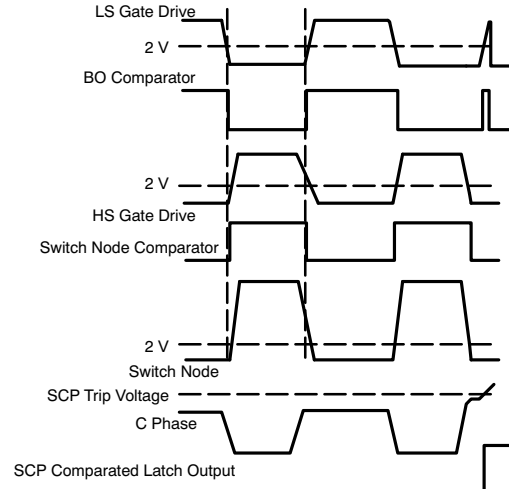 LS Gate Drive
2 V
BO Comparator
2 V
HS Gate Drive
Switch Node Comparator
2 V
Switch Node
SCP Trip Voltage
C Phase
SCP Comparated Latch Output